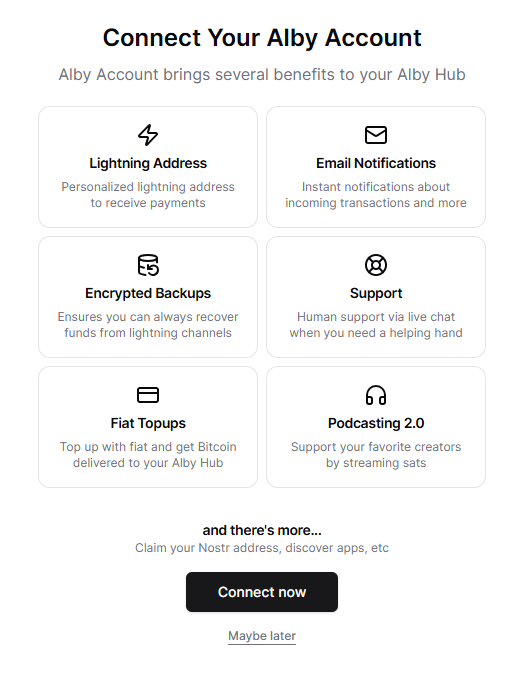 Connect Your Alby Account
Alby Account brings several benefits to your Alby Hub
Lightning Address
Personalized lightning address
to receive payments
Email Notifications
Instant notifications about
incoming transactions and more
Encrypted Backups
Ensures you can always recover
funds from lightning channels
Support
Human support via live chat
when you need a helping hand
Fiat Topups
Top up with fiat and get Bitcoin
delivered to your Alby Hub
Podcasting 2.0
Support your favorite creators
by streaming sats
and there's more...
Claim your Nostr address, discover apps, etc
Connect now
Maybe later